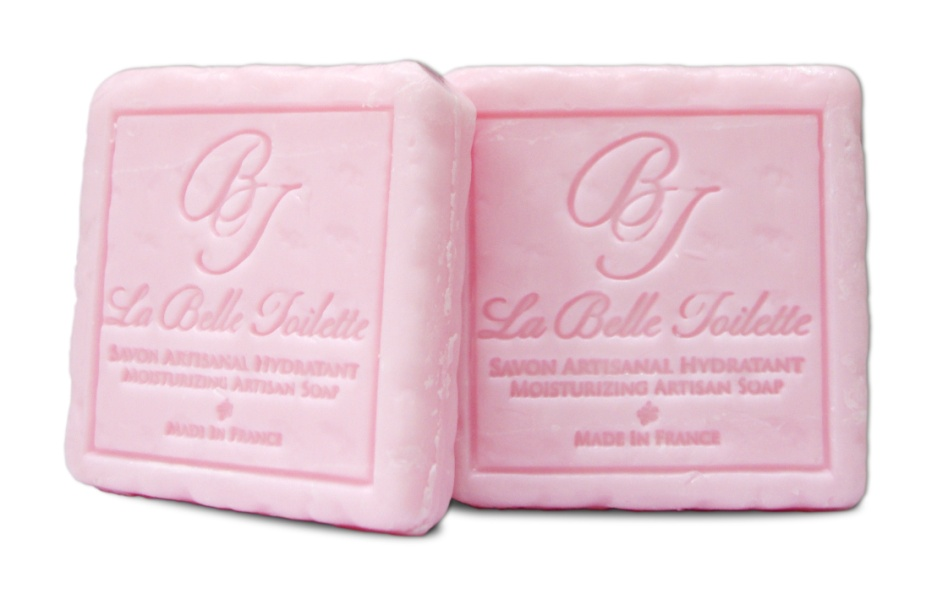 BJ
La Belle Toilette
SAVON ARTISANAL HYDRATANT
MOISTURIZING ARTISAN SOAP
MADE IN FRANCE
BJ
La Belle Toilette
SAVON ARTISANAL HYDRATANT
MOISTURIZING ARTISAN SOAP
MADE IN FRANCE